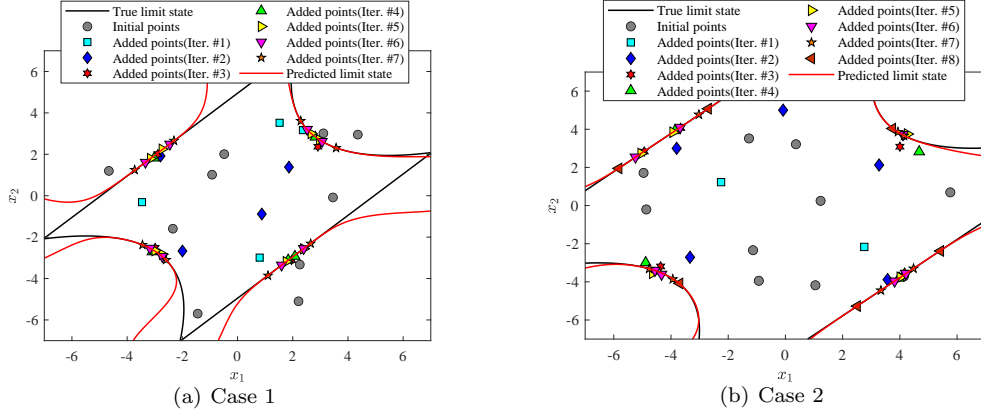 True limit state
Initial points
Added points(Iter. #1)
Added points(Iter. #2)
Added points(Iter. #3)
Added points(Iter. #4)
Added points(Iter. #5)
Added points(Iter. #6)
Added points(Iter. #7)
Predicted limit state
6
4
2
0
-2
-4
-6
x2
-6
-4
-2
0
2
4
6
x1
(a) Case 1
True limit state
Initial points
Added points(Iter. #1)
Added points(Iter. #2)
Added points(Iter. #3)
Added points(Iter. #4)
Added points(Iter. #5)
Added points(Iter. #6)
Added points(Iter. #7)
Added points(Iter. #8)
Predicted limit state
6
4
2
0
-2
-4
-6
x2
-6
-4
-2
0
2
4
6
x1
(b) Case 2